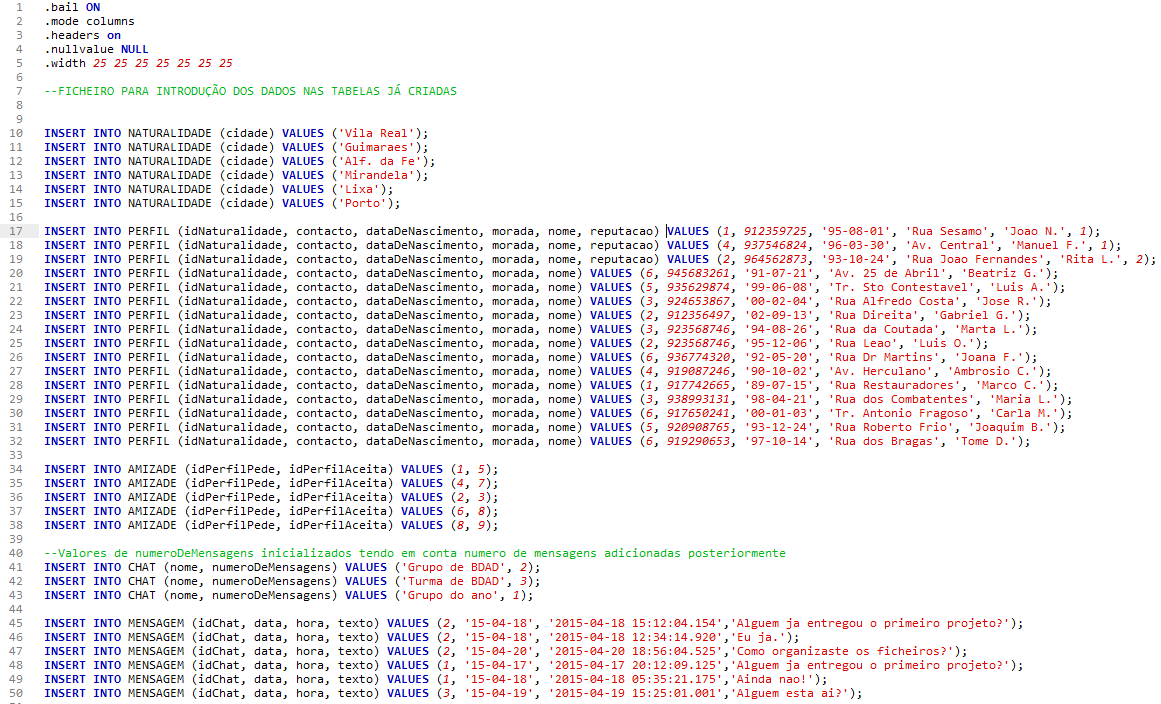 1 .bail ON
2 .mode columns
3 .headers on
4 .nullvalue NULL
5 .width 25 25 25 25 25 25 25
6
7 --FICHEIRO PARA INTRODUÇÃO DOS DADOS NAS TABELAS JÁ CRIADAS
8
9
10 INSERT INTO NATURALIDADE (cidade) VALUES ('Vila Real');
11 INSERT INTO NATURALIDADE (cidade) VALUES ('Guimaraes');
12 INSERT INTO NATURALIDADE (cidade) VALUES ('Alf. da Fe');
13 INSERT INTO NATURALIDADE (cidade) VALUES ('Mirandela');
14 INSERT INTO NATURALIDADE (cidade) VALUES ('Lixa');
15 INSERT INTO NATURALIDADE (cidade) VALUES ('Porto');
16
17 INSERT INTO PERFIL (idNaturalidade, contacto, dataDeNascimento, morada, nome, reputacao) VALUES (1, 912359725, '95-08-01', 'Rua Sesamo', 'Joao N.', 1);
18 INSERT INTO PERFIL (idNaturalidade, contacto, dataDeNascimento, morada, nome, reputacao) VALUES (4, 937546824, '96-03-30', 'Av. Central', 'Manuel F.', 1);
19 INSERT INTO PERFIL (idNaturalidade, contacto, dataDeNascimento, morada, nome, reputacao) VALUES (2, 964562873, '93-10-24', 'Rua Joao Fernandes', 'Rita L.', 2);
20 INSERT INTO PERFIL (idNaturalidade, contacto, dataDeNascimento, morada, nome) VALUES (6, 945683261, '91-07-21', 'Av. 25 de Abril', 'Beatriz G.');
21 INSERT INTO PERFIL (idNaturalidade, contacto, dataDeNascimento, morada, nome) VALUES (5, 935629874, '99-06-08', 'Tr. Sto Contestavel', 'Luis A.');
22 INSERT INTO PERFIL (idNaturalidade, contacto, dataDeNascimento, morada, nome) VALUES (3, 924653867, '00-02-04', 'Rua Alfredo Costa', 'Jose R.');
23 INSERT INTO PERFIL (idNaturalidade, contacto, dataDeNascimento, morada, nome) VALUES (2, 912356497, '02-09-13', 'Rua Direita', 'Gabriel G.');
24 INSERT INTO PERFIL (idNaturalidade, contacto, dataDeNascimento, morada, nome) VALUES (3, 923568746, '94-08-26', 'Rua da Coutada', 'Marta L.');
25 INSERT INTO PERFIL (idNaturalidade, contacto, dataDeNascimento, morada, nome) VALUES (2, 923568746, '95-12-06', 'Rua Leao', 'Luis O.');
26 INSERT INTO PERFIL (idNaturalidade, contacto, dataDeNascimento, morada, nome) VALUES (6, 936774320, '92-05-20', 'Rua Dr Martins', 'Joana F.');
27 INSERT INTO PERFIL (idNaturalidade, contacto, dataDeNascimento, morada, nome) VALUES (4, 919087246, '90-10-02', 'Av. Herculano', 'Ambrosio C.');
28 INSERT INTO PERFIL (idNaturalidade, contacto, dataDeNascimento, morada, nome) VALUES (1, 917742665, '89-07-15', 'Rua Restauradores', 'Marco C.');
29 INSERT INTO PERFIL (idNaturalidade, contacto, dataDeNascimento, morada, nome) VALUES (3, 938993131, '98-04-21', 'Rua dos Combatentes', 'Maria L.');
30 INSERT INTO PERFIL (idNaturalidade, contacto, dataDeNascimento, morada, nome) VALUES (6, 917650241, '00-01-03', 'Tr. Antonio Fragoso', 'Carla M.');
31 INSERT INTO PERFIL (idNaturalidade, contacto, dataDeNascimento, morada, nome) VALUES (5, 920908765, '93-12-24', 'Rua Roberto Frio', 'Joaquim B.');
32 INSERT INTO PERFIL (idNaturalidade, contacto, dataDeNascimento, morada, nome) VALUES (6, 919290653, '97-10-14', 'Rua dos Bragas', 'Tome D.');
33
34 INSERT INTO AMIZADE (idPerfilPede, idPerfilAceita) VALUES (1, 5);
35 INSERT INTO AMIZADE (idPerfilPede, idPerfilAceita) VALUES (4, 7);
36 INSERT INTO AMIZADE (idPerfilPede, idPerfilAceita) VALUES (2, 3);
37 INSERT INTO AMIZADE (idPerfilPede, idPerfilAceita) VALUES (6, 8);
38 INSERT INTO AMIZADE (idPerfilPede, idPerfilAceita) VALUES (8, 9);
39
40 --Valores de numeroDeMensagens inicializados tendo em conta numero de mensagens adicionadas posteriormente
41 INSERT INTO CHAT (nome, numeroDeMensagens) VALUES ('Grupo de BDAD', 2);
42 INSERT INTO CHAT (nome, numeroDeMensagens) VALUES ('Turma de BDAD', 3);
43 INSERT INTO CHAT (nome, numeroDeMensagens) VALUES ('Grupo do ano', 1);
44
45 INSERT INTO MENSAGEM (idChat, data, hora, texto) VALUES (2, '15-04-18', '2015-04-18 15:12:04.154','Alguem ja entregou o primeiro projeto?');
46 INSERT INTO MENSAGEM (idChat, data, hora, texto) VALUES (2, '15-04-18', '2015-04-18 12:34:14.920','Eu ja.');
47 INSERT INTO MENSAGEM (idChat, data, hora, texto) VALUES (2, '15-04-20', '2015-04-20 18:56:04.525','Como organizaste os ficheiros?');
48 INSERT INTO MENSAGEM (idChat, data, hora, texto) VALUES (1, '15-04-17', '2015-04-17 20:12:09.125','Alguem ja entregou o primeiro projeto?');
49 INSERT INTO MENSAGEM (idChat, data, hora, texto) VALUES (1, '15-04-18', '2015-04-18 05:35:21.175','Ainda nao!');
50 INSERT INTO MENSAGEM (idChat, data, hora, texto) VALUES (3, '15-04-19', '2015-04-19 15:25:01.001','Alguem esta ai?');